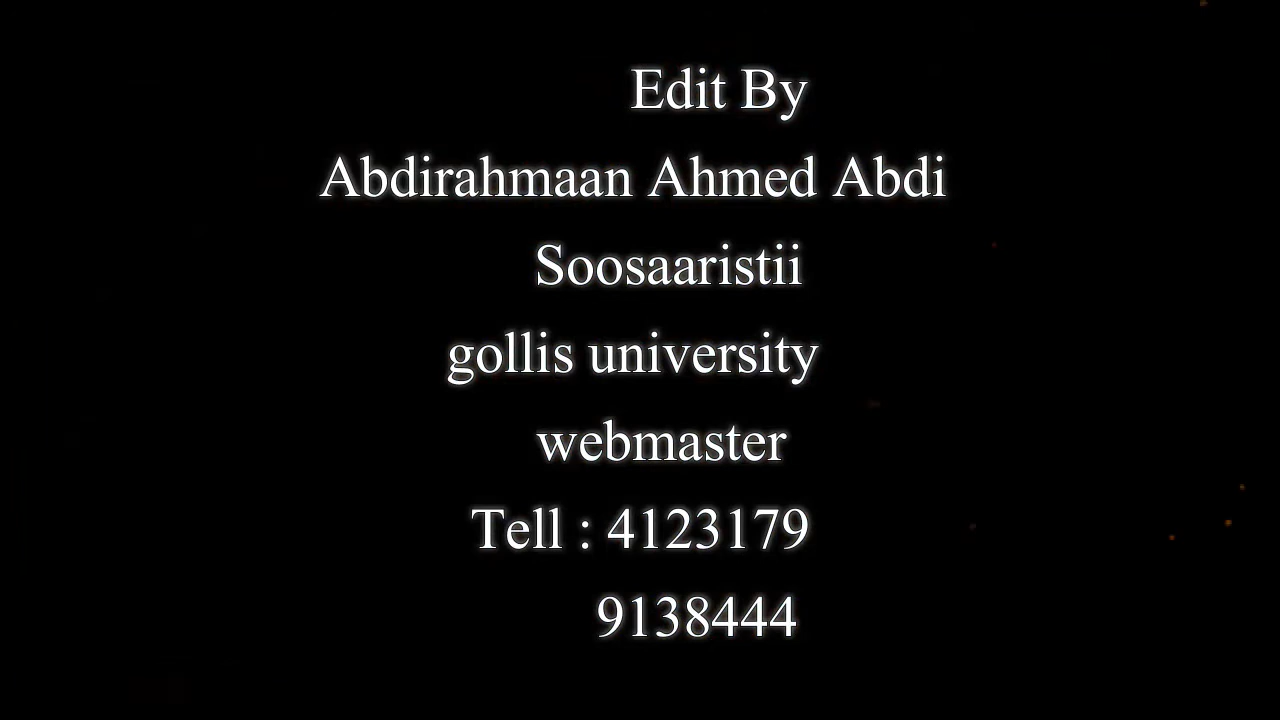 Edit By
Abdirahmaan Ahmed Abdi
Soosaaristii
gollis university
webmaster
Tell : 4123179
9138444